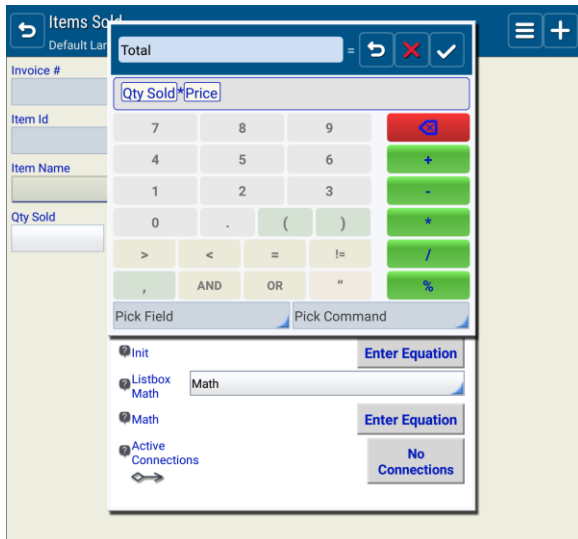 Items So
Default Lar
Total =
Invoice #
Qty Sold*Price
Item Id
7 8 9
4 5 6 +
Item Name
1 2 3 -
Qty Sold
0 . ( ) *
> < = != /
, AND OR " %
Pick Field Pick Command
Init Enter Equation
Listbox
Math
Math
Math Enter Equation
Active
Connections
No
Connections